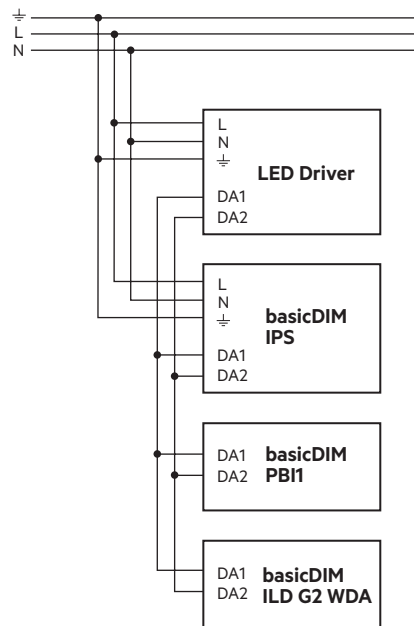 ⏚
L
N
L
N
⏚
LED Driver
DA1
DA2
L
N
⏚
basicDIM
IPS
DA1
DA2
DA1
DA2
basicDIM
PBI1
DA1
DA2
basicDIM
ILD G2 WDA